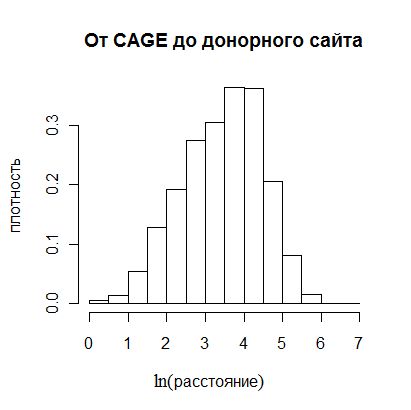 От CAGE до донорного сайта
плотность
0.3
0.2
0.1
0.0
0 1 2 3 4 5 6 7
ln(расстояние)